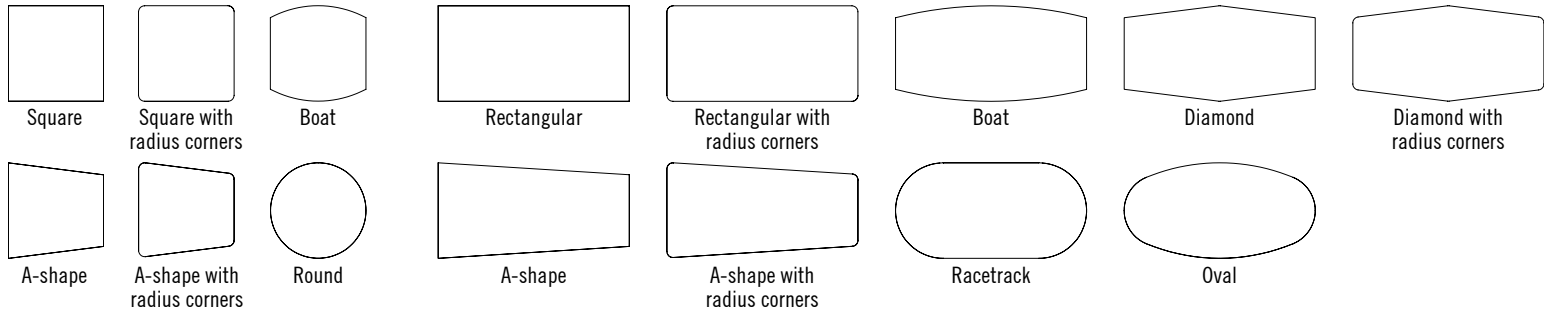 Square
Square with
radius corners
Boat
Rectangular
Rectangular with
radius corners
Boat
Diamond
Diamond with
radius corners
A-shape
A-shape with
radius corners
Round
A-shape
A-shape with
radius corners
Racetrack
Oval